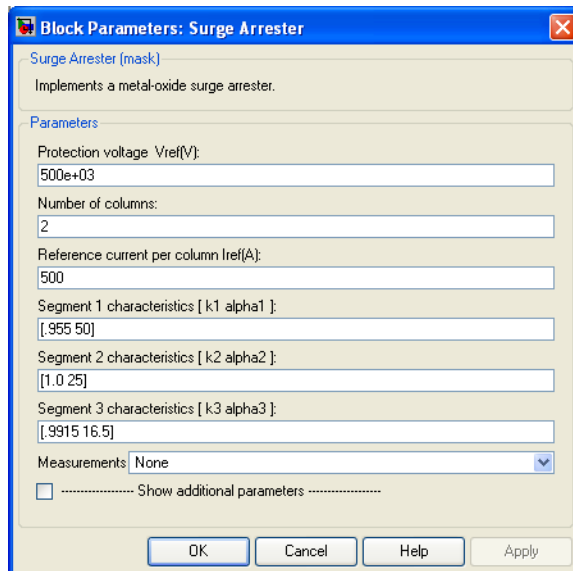 Block Parameters: Surge Arrester
Surge Arrester (mask)
Implements a metal-oxide surge arrester.
Parameters
Protection voltage Vref(V):
500e+03
Number of columns:
2
Reference current per column Iref(A):
500
Segment 1 characteristics [ k1 alpha1 ]:
[.955 50]
Segment 2 characteristics [ k2 alpha2 ]:
[1.0 25]
Segment 3 characteristics [ k3 alpha3 ]:
[.9915 16.5]
Measurements None
------------------ Show additional parameters ------------------
OK Cancel Help Apply